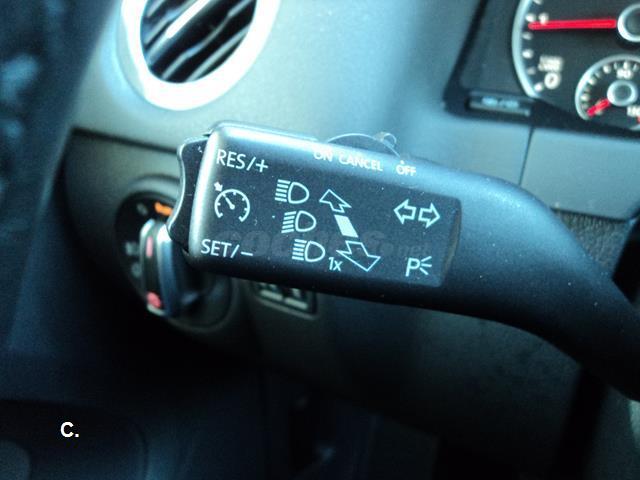 ON CANCEL OFF
RES/+
SET/-
1x
P
C.